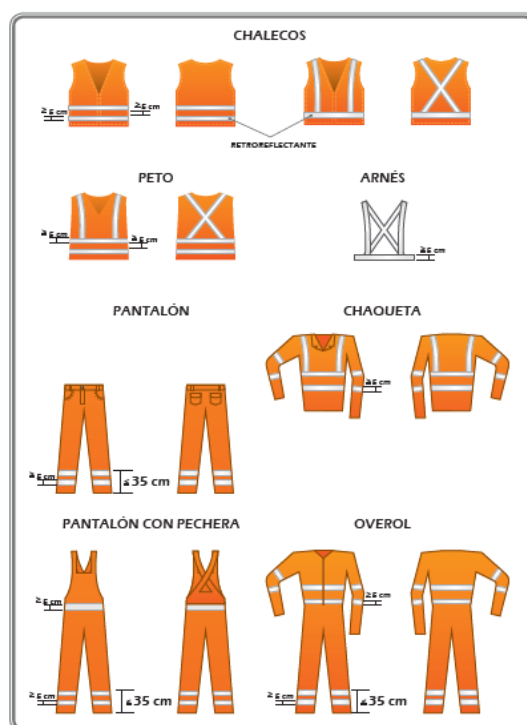 CHALECOS
≥5 cm
≥5 cm
RETROREFLECTANTE
PETO
ARNÉS
≥5 cm
≥5 cm
≥5 cm
PANTALÓN
CHAQUETA
≥5 cm
≥5 cm
≤35 cm
PANTALÓN CON PECHERA
OVEROL
≥5 cm
≥5 cm
≥5 cm
≤35 cm
≥5 cm
≤35 cm